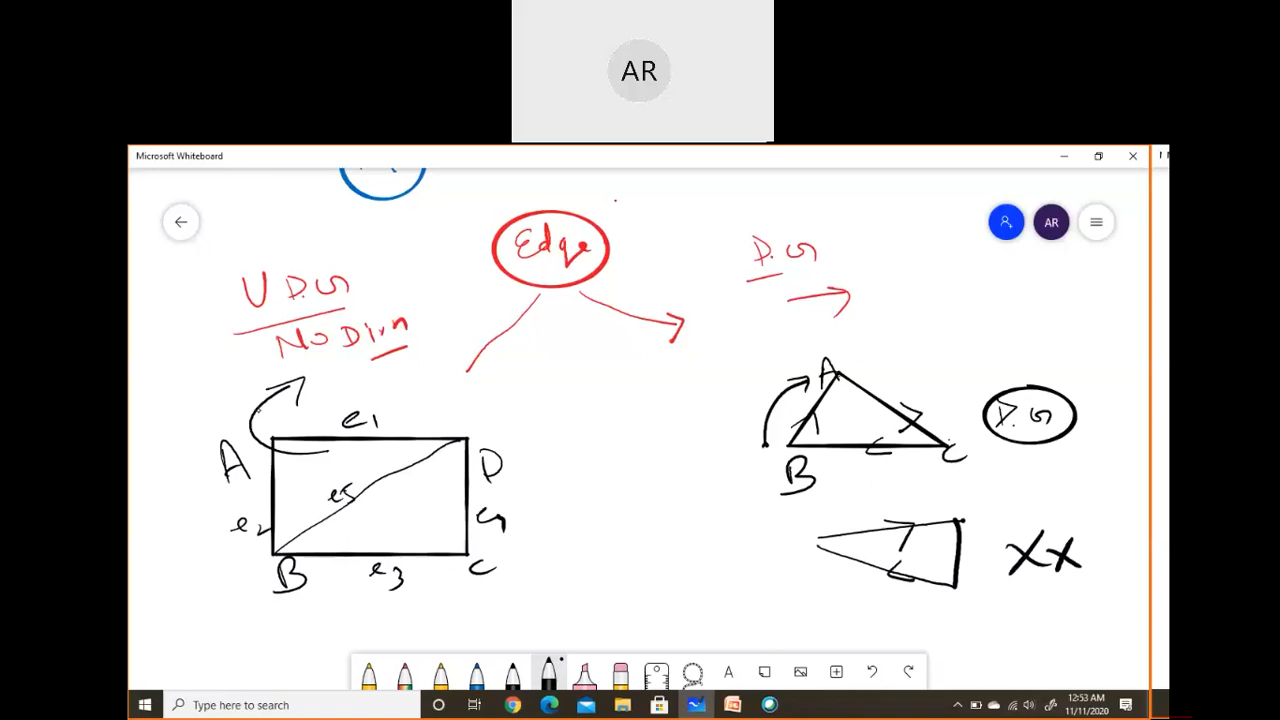 AR
Microsoft Whiteboard
AR
Edge
U D.G
No Dirn
D.G
A
e1
D
e5
e2
B
e3
C
A
B
C
D.G
XX
A
Type here to search
12:53 AM
11/11/2020